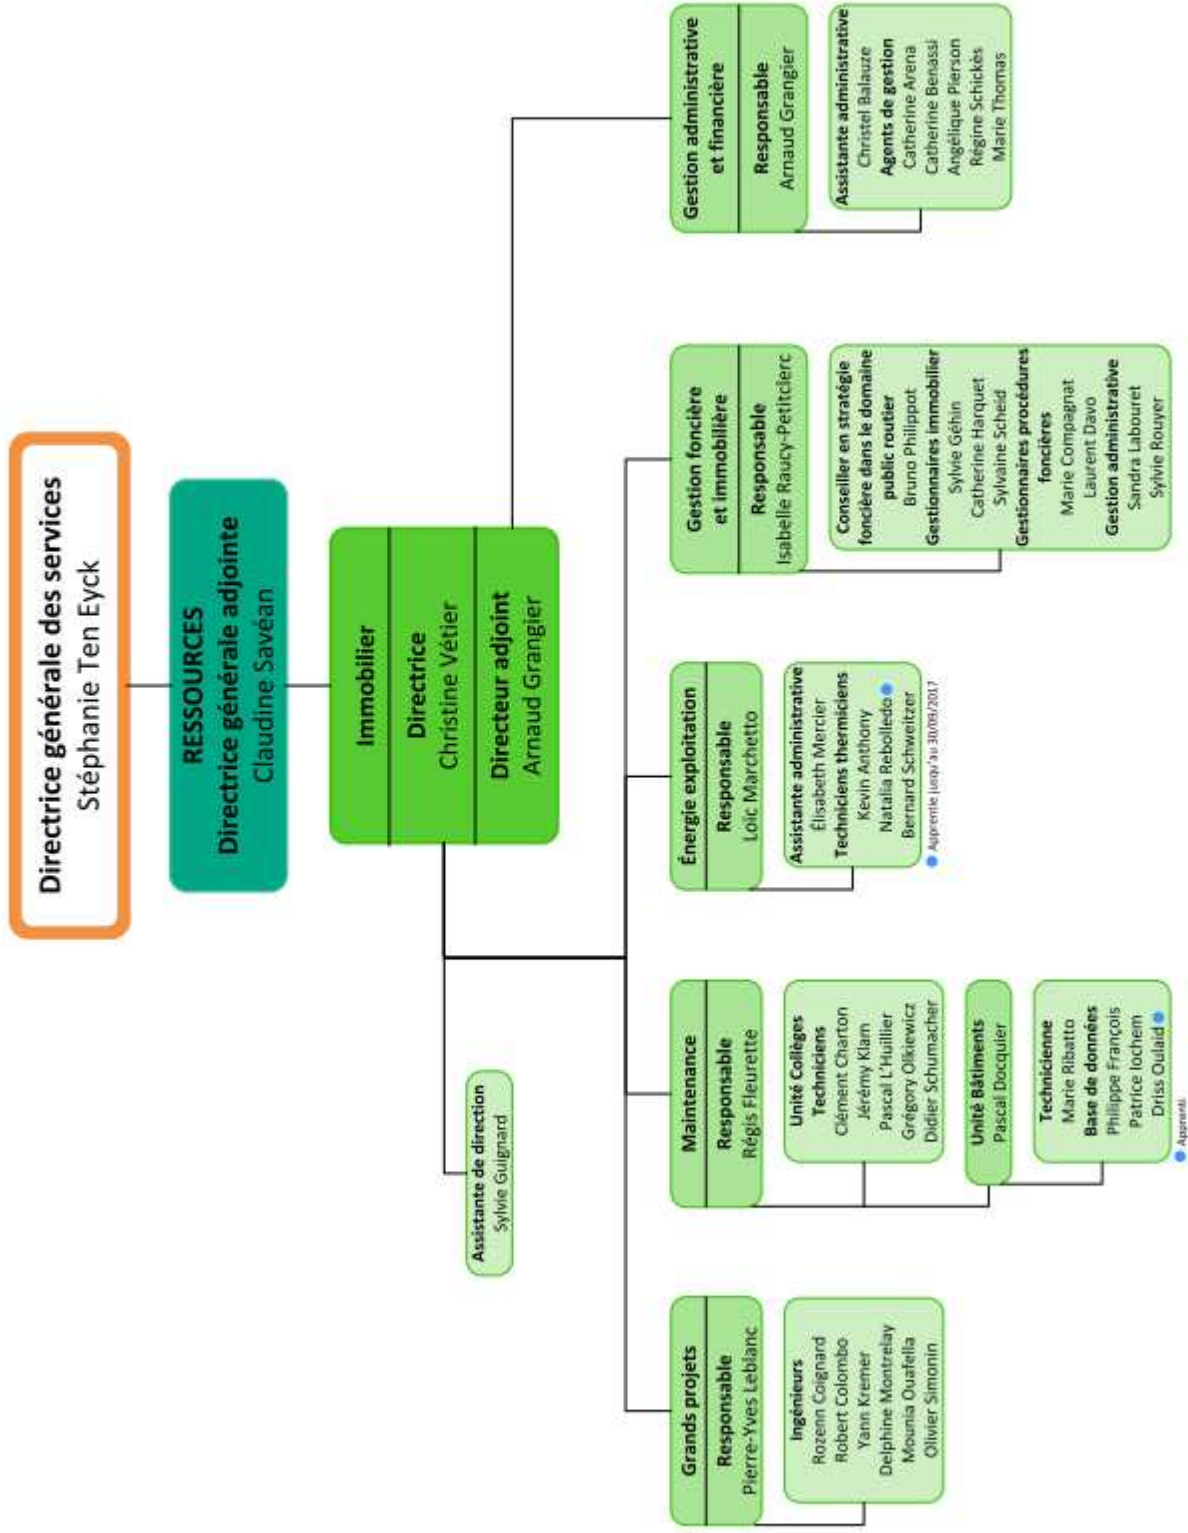 Directrice générale des services
Stéphanie Ten Eyck
RESSOURCES
Directrice générale adjointe
Claudine Savéan
Immobilier
Directrice
Christine Vétier
Directeur adjoint
Arnaud Grangier
Assistante de direction
Sylvie Guignard
Grands projets
Responsable
Pierre-Yves Leblanc
Ingénieurs
Rozenn Coignard
Robert Colombo
Yann Kremer
Delphine Montrelay
Mounia Ouafella
Olivier Simonin
Maintenance
Responsable
Régis Fleurette
Unité Collèges
Techniciens
Clément Charton
Jérémy Klam
Pascal L'Huillier
Grégory Olkiewicz
Didier Schumacher
Unité Bâtiments
Pascal Docquier
Technicienne
Marie Ribatto
Base de données
Philippe François
Patrice Iochem
Driss Oulaid
Apprenti
Énergie exploitation
Responsable
Loïc Marchetto
Assistante administrative
Élisabeth Mercier
Techniciens thermiciens
Kevin Anthony
Natalia Rebolledo
Bernard Schweitzer
Apprentie jusqu'au 30/09/2017
Gestion foncière
et immobilière
Responsable
Isabelle Raucy-Petitclerc
Conseiller en stratégie
foncière dans le domaine
public routier
Bruno Philippot
Gestionnaires immobilier
Sylvie Géhin
Catherine Harquet
Sylvaine Scheid
Gestionnaires procédures
foncières
Marie Compagnat
Laurent Davo
Gestion administrative
Sandra Labouret
Sylvie Rouyer
Gestion administrative
et financière
Responsable
Arnaud Grangier
Assistante administrative
Christel Balauze
Agents de gestion
Catherine Arena
Catherine Benassi
Angélique Pierson
Régine Schickès
Marie Thomas